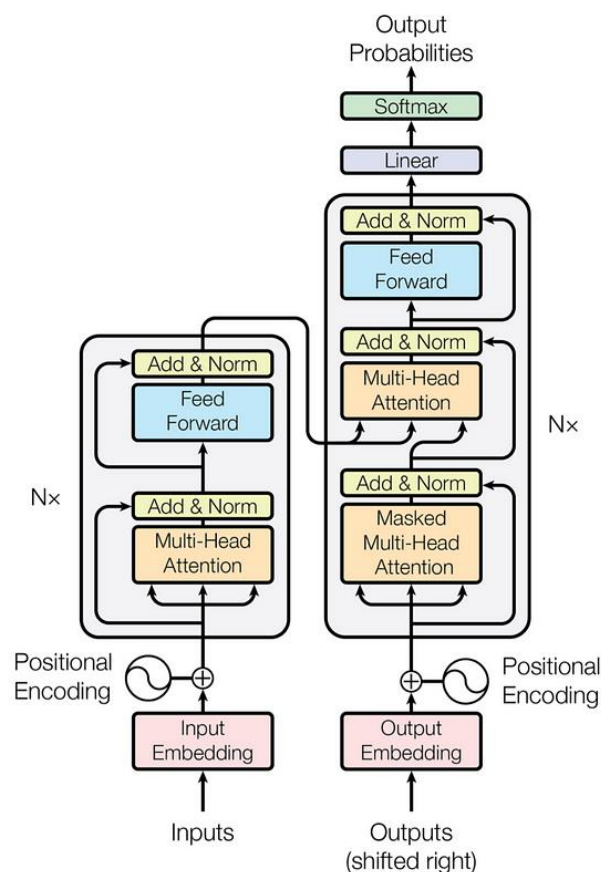 Output
Probabilities
Softmax
Linear
Add & Norm
Feed
Forward
Add & Norm
Multi-Head
Attention
Add & Norm
Masked
Multi-Head
Attention
N×
Positional
Encoding
Output
Embedding
Outputs
(shifted right)
Add & Norm
Feed
Forward
Add & Norm
Multi-Head
Attention
N×
Positional
Encoding
Input
Embedding
Inputs